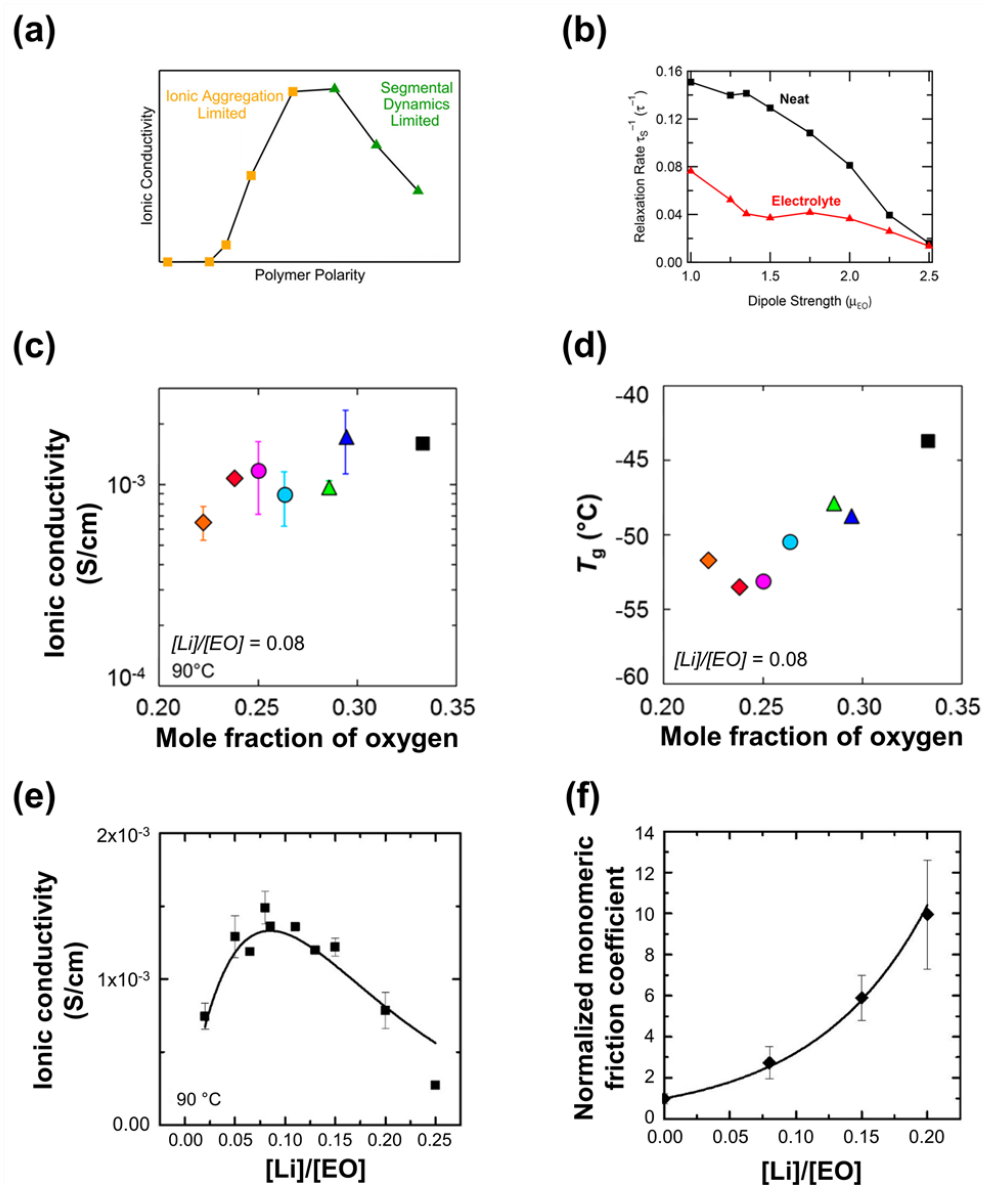 (a)
Ionic Aggregation
Limited
Segmental
Dynamics
Limited
Ionic Conductivity
Polymer Polarity
(b)
0.16
0.12
0.08
0.04
0.00
Relaxation Rate τS⁻¹ (τ⁻¹)
Neat
Electrolyte
1.0
1.5
2.0
2.5
Dipole Strength (μEO)
(c)
Ionic conductivity
(S/cm)
10⁻³
10⁻⁴
[Li]/[EO] = 0.08
90°C
0.20
0.25
0.30
0.35
Mole fraction of oxygen
(d)
Tg (°C)
-40
-45
-50
-55
-60
[Li]/[EO] = 0.08
0.20
0.25
0.30
0.35
Mole fraction of oxygen
(e)
Ionic conductivity
(S/cm)
2x10⁻³
1x10⁻³
0.00
90 °C
0.00
0.05
0.10
0.15
0.20
0.25
[Li]/[EO]
(f)
Normalized monomeric
friction coefficient
14
12
10
8
6
4
2
1
0
0.00
0.05
0.10
0.15
0.20
[Li]/[EO]